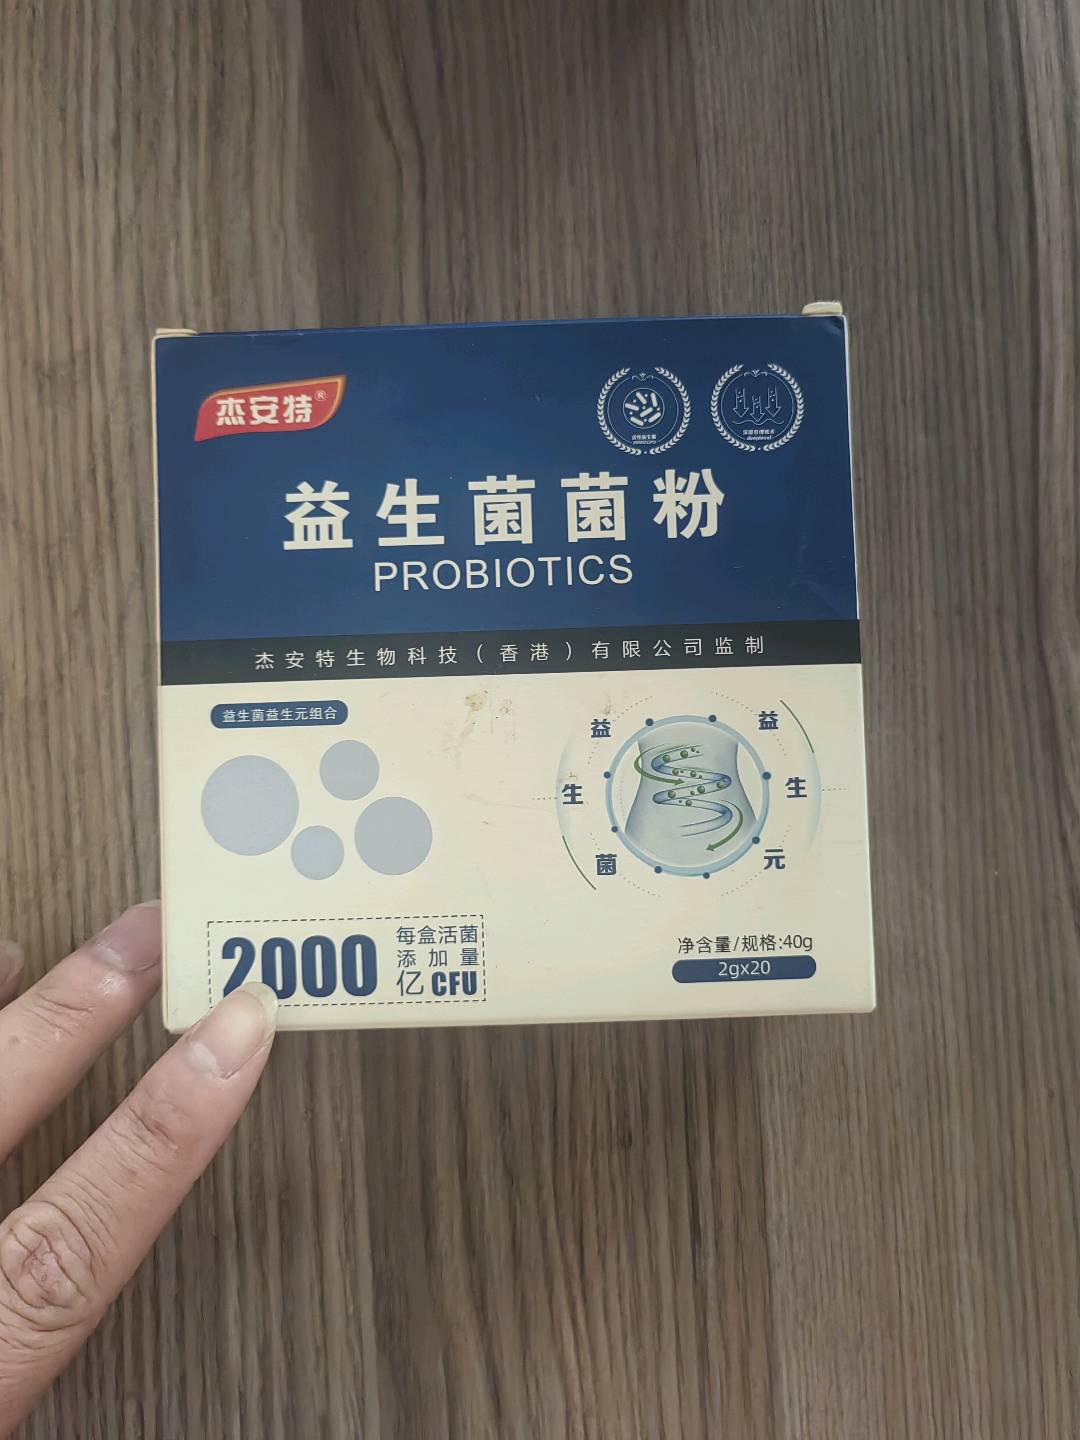 杰安特®
益生菌菌粉
PROBIOTICS
杰安特生物科技(香港)有限公司监制
益生菌益生元组合
益生菌
益生元
2000
每盒活菌
添加量
亿CFU
净含量/规格:40g
2gx20
deeplevel